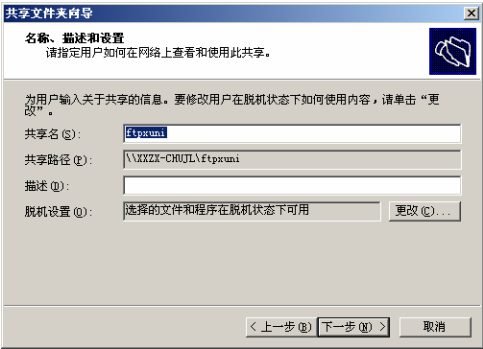 共享文件夹向导
名称、描述和设置
请指定用户如何在网络上查看和使用此共享。
为用户输入关于共享的信息。要修改用户在脱机状态下如何使用内容，请单击“更
改”。
共享名(S): ftpxuni
共享路径(P): \\XXZX-CHUJL\ftpxuni
描述(D):
脱机设置(O): 选择的文件和程序在脱机状态下可用 更改(C)...
< 上一步(B) 下一步(N) > 取消